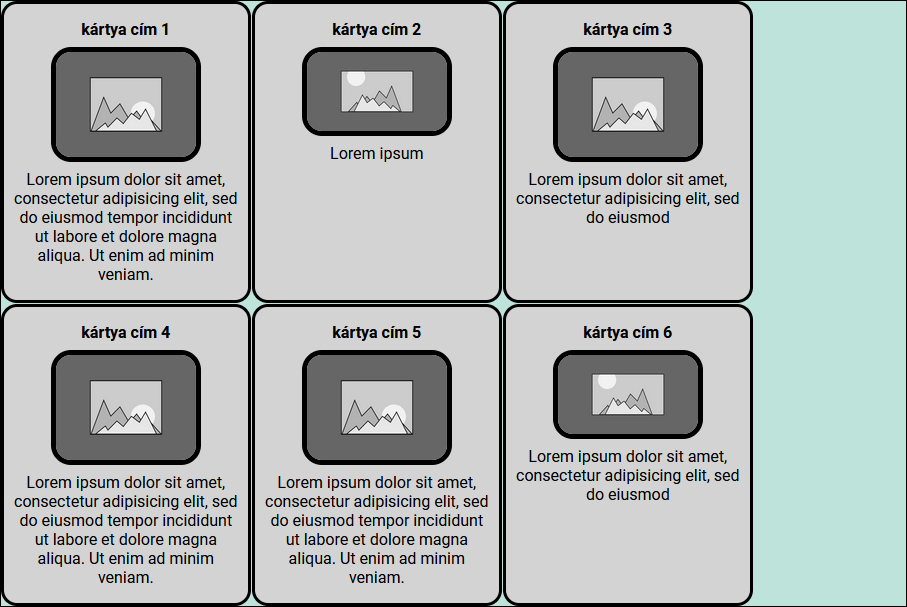 kártya cím 1
Lorem ipsum dolor sit amet,
consectetur adipisicing elit, sed
do eiusmod tempor incididunt
ut labore et dolore magna
aliqua. Ut enim ad minim
veniam.
kártya cím 2
Lorem ipsum
kártya cím 3
Lorem ipsum dolor sit amet,
consectetur adipisicing elit, sed
do eiusmod
kártya cím 4
Lorem ipsum dolor sit amet,
consectetur adipisicing elit, sed
do eiusmod tempor incididunt
ut labore et dolore magna
aliqua. Ut enim ad minim
veniam.
kártya cím 5
Lorem ipsum dolor sit amet,
consectetur adipisicing elit, sed
do eiusmod tempor incididunt
ut labore et dolore magna
aliqua. Ut enim ad minim
veniam.
kártya cím 6
Lorem ipsum dolor sit amet,
consectetur adipisicing elit, sed
do eiusmod